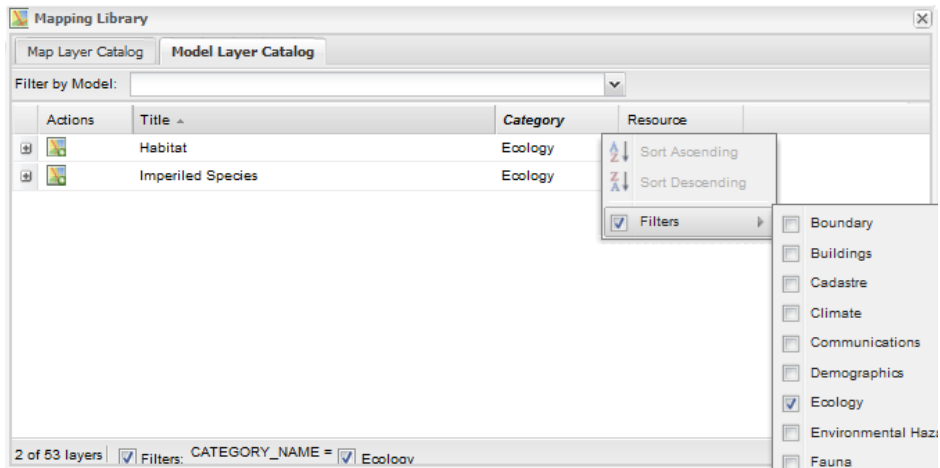 Mapping Library
Map Layer Catalog Model Layer Catalog
Filter by Model:
Actions Title Category Resource
Habitat Ecology
Imperiled Species Ecology
Sort Ascending
Sort Descending
Filters
Boundary
Buildings
Cadastre
Climate
Communications
Demographics
Ecology
Environmental Haza
Fauna
2 of 53 layers Filters: CATEGORY_NAME = Ecology